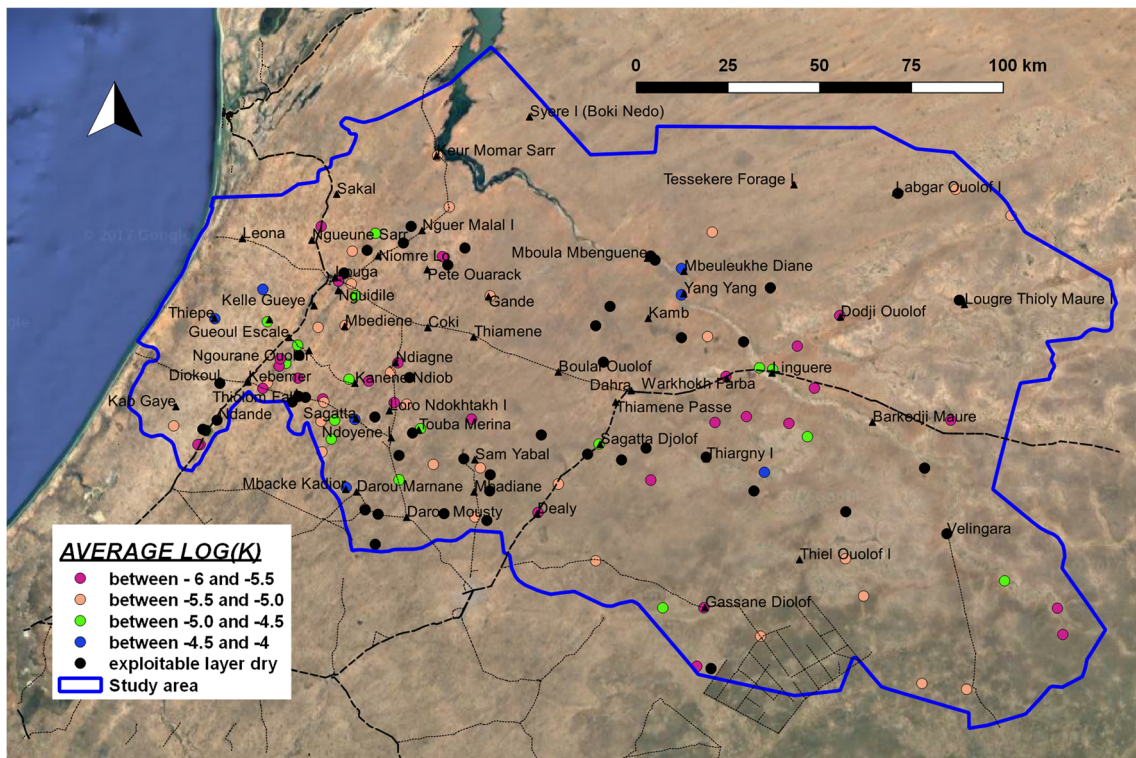 0 25 50 75 100 km
Syere I (Boki Nedo)
Keur Momar Sarr
Tessekere Forage I
Labgar Ouolof I
Sakal
Nguer Malal I
Leona
Ngueune Sarr
© 2017 Google
Niomre I
Mboula Mbenguene
Mbeuleukhe Diane
Louga
Pete Ouarack
Nguidile
Yang Yang
Kelle Gueye
Gande
Lougre Thioly Maure I
Thiepe
Kamb
Dodji Ouolof
Gueoul Escale
Mbediene
Coki
Thiamene
Ngourane Ouol
Ndiagne
Boulal Ouolof
Linguere
Diokoul
Kebemer
Kanene Ndiob
Dahra
Warkhokh Farba
Thiolom Fall
Kab Gaye
Loro Ndokhtakh I
Thiamene Passe
Ndande
Sagatta
Touba Merina
Barkedji Maure
Ndoyene I
Sagatta Djolof
Sam Yabal
Thiargny I
Mbacke Kadior
Darou Marnane
Mbadiane
Darou Mousty
Dealy
Velingara
Thiel Ouolof I
Gassane Diolof
AVERAGE LOG(K)
between - 6 and -5.5
between -5.5 and -5.0
between -5.0 and -4.5
between -4.5 and -4
exploitable layer dry
Study area